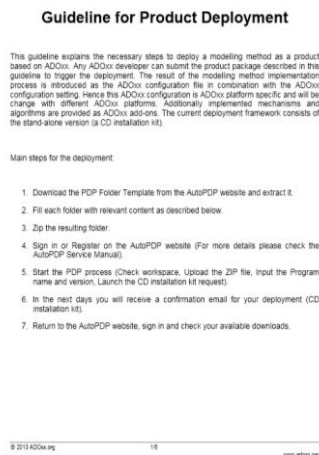 Guideline for Product Deployment
This guideline explains the necessary steps to deploy a modelling method as a product
based on ADOxx. Any ADOxx developer can submit the product package described in this
guideline to trigger the deployment. The result of the modelling method implementation
process is introduced as the ADOxx configuration file in combination with the ADOxx
configuration setting. Hence this ADOxx configuration is ADOxx platform specific and will be
change with different ADOxx platforms. Additionally implemented mechanisms and
algorithms are provided as ADOxx add-ons. The current deployment framework consists of
the stand-alone version (a CD installation kit).
Main steps for the deployment:
1. Download the PDP Folder Template from the AutoPDP website and extract it.
2. Fill each folder with relevant content as described below.
3. Zip the resulting folder.
4. Sign in or Register on the AutoPDP website (For more details please check the
AutoPDP Service Manual).
5. Start the PDP process (Check workspace, Upload the ZIP file, Input the Program
name and version, Launch the CD installation kit request).
6. In the next days you will receive a confirmation email for your deployment (CD
installation kit).
7. Return to the AutoPDP website, sign in and check your available downloads.
© 2013 ADOxx.org 1/6
www.adoxx.org